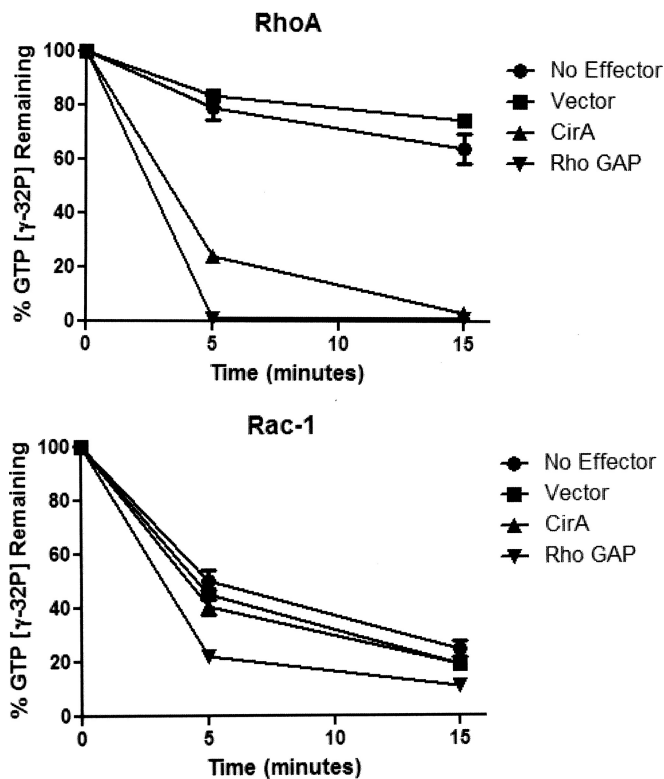 RhoA
% GTP [γ-32P] Remaining
100
80
60
40
20
0
0 5 10 15
Time (minutes)
No Effector
Vector
CirA
Rho GAP
Rac-1
% GTP [γ-32P] Remaining
100
80
60
40
20
0
0 5 10 15
Time (minutes)
No Effector
Vector
CirA
Rho GAP